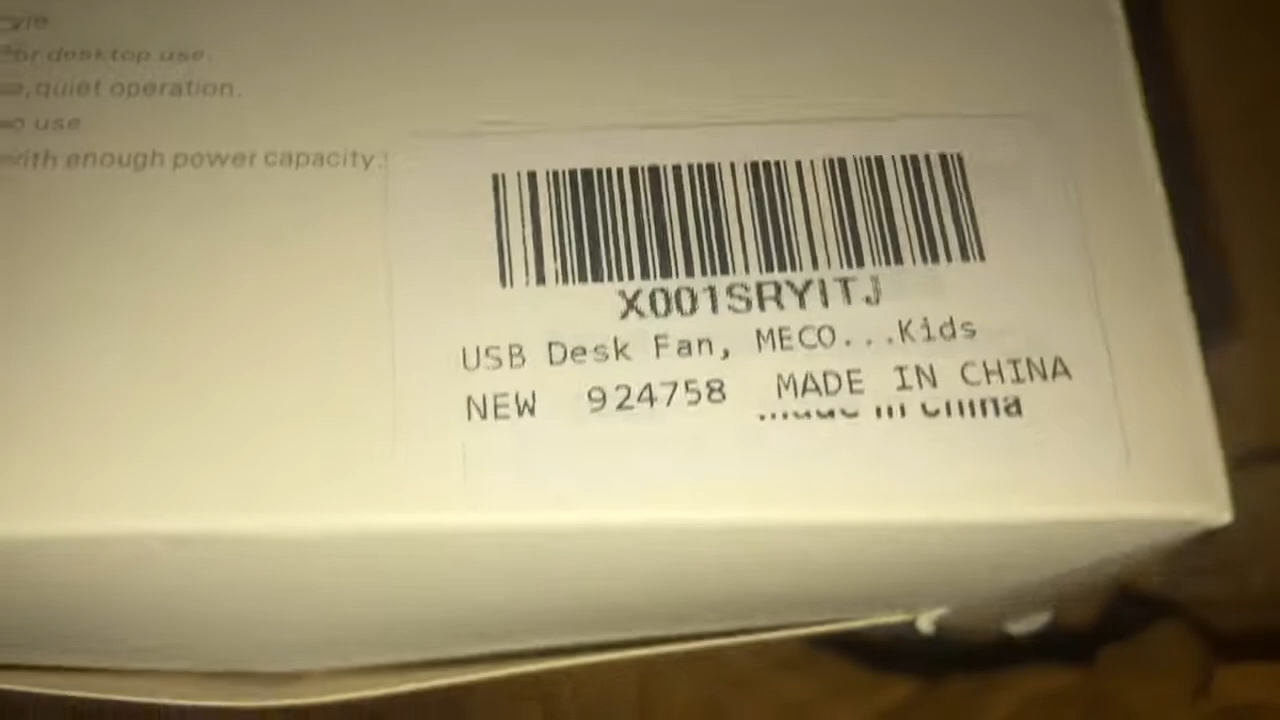 for desktop use.
quiet operation.
use
with enough power capacity.
X001SRYITJ
USB Desk Fan, MECO...Kids
NEW 924758 MADE IN CHINA
Made in China